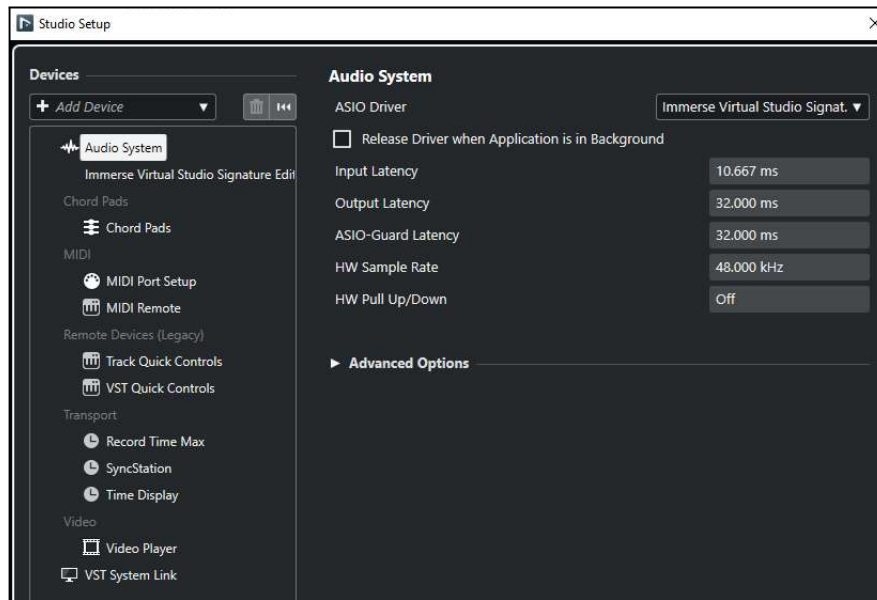 Studio Setup
Devices
Add Device
Audio System
Immerse Virtual Studio Signature Edit
Chord Pads
Chord Pads
MIDI
MIDI Port Setup
MIDI Remote
Remote Devices (Legacy)
Track Quick Controls
VST Quick Controls
Transport
Record Time Max
SyncStation
Time Display
Video
Video Player
VST System Link
Audio System
ASIO Driver Immerse Virtual Studio Signat.
Release Driver when Application is in Background
Input Latency 10.667 ms
Output Latency 32.000 ms
ASIO-Guard Latency 32.000 ms
HW Sample Rate 48.000 kHz
HW Pull Up/Down Off
Advanced Options